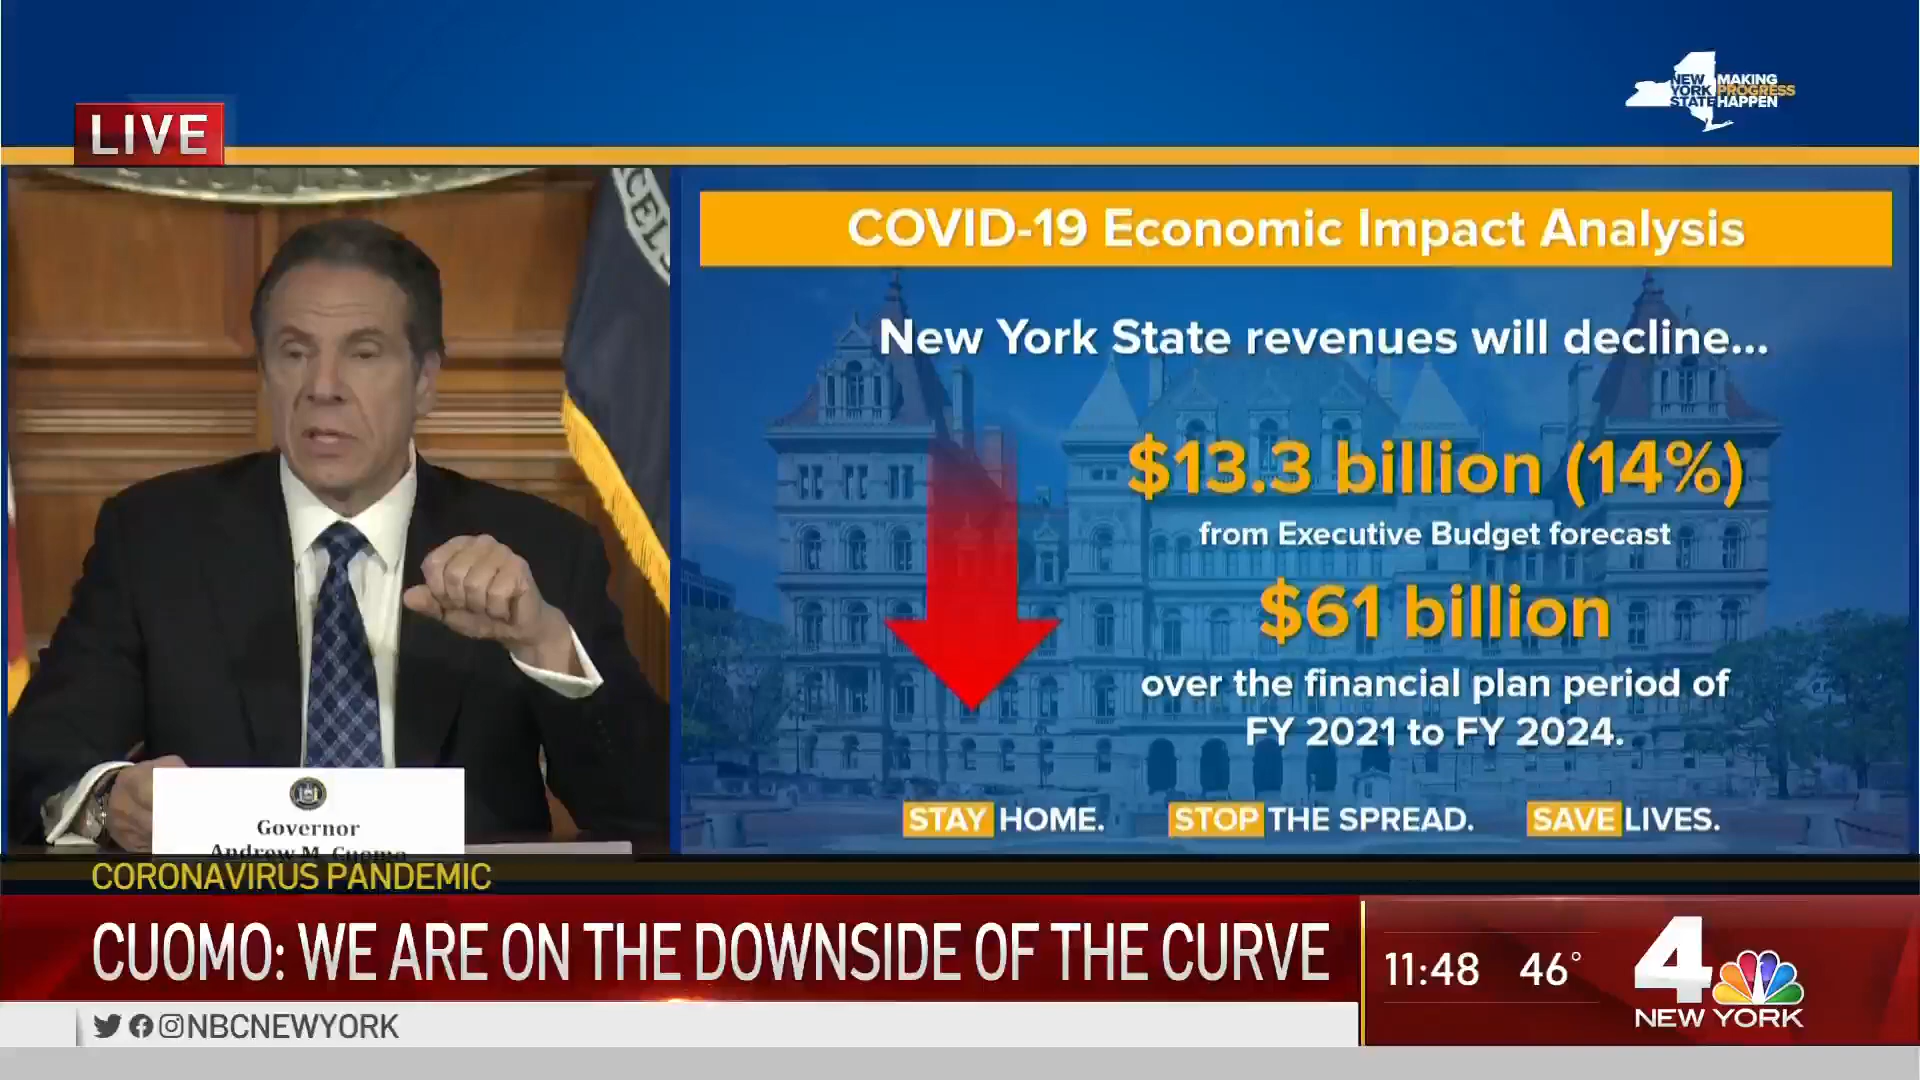 NEW
YORK
STATE
MAKING
PROGRESS
HAPPEN
LIVE
CELS
COVID-19 Economic Impact Analysis
New York State revenues will decline...
$13.3 billion (14%)
from Executive Budget forecast
$61 billion
over the financial plan period of
FY 2021 to FY 2024.
STAY HOME. STOP THE SPREAD. SAVE LIVES.
Governor
Andrew M. Cuomo
CORONAVIRUS PANDEMIC
CUOMO: WE ARE ON THE DOWNSIDE OF THE CURVE
11:48 46°
4
NEW YORK
NBCNEWYORK